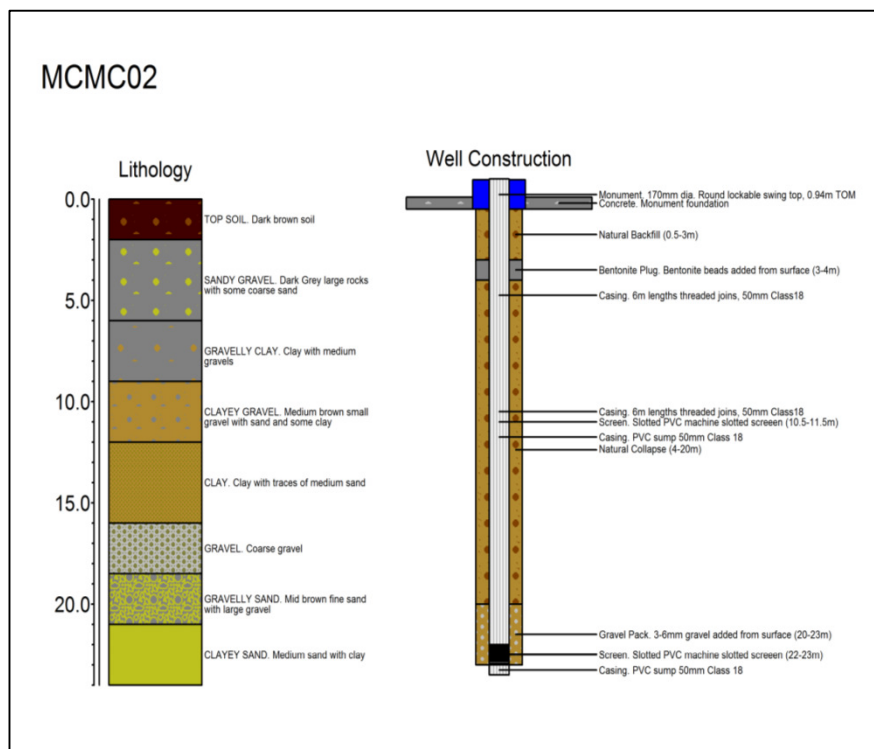 MCMC02
Lithology
Well Construction
0.0
5.0
10.0
15.0
20.0
TOP SOIL. Dark brown soil
SANDY GRAVEL. Dark Grey large rocks
with some coarse sand
GRAVELLY CLAY. Clay with medium
gravels
CLAYEY GRAVEL. Medium brown small
gravel with sand and some clay
CLAY. Clay with traces of medium sand
GRAVEL. Coarse gravel
GRAVELLY SAND. Mid brown fine sand
with large gravel
CLAYEY SAND. Medium sand with clay
Monument. 170mm dia. Round lockable swing top, 0.94m TOM
Concrete. Monument foundation
Natural Backfill (0.5-3m)
Bentonite Plug. Bentonite beads added from surface (3-4m)
Casing. 6m lengths threaded joins, 50mm Class18
Casing. 6m lengths threaded joins, 50mm Class18
Screen. Slotted PVC machine slotted screeen (10.5-11.5m)
Casing. PVC sump 50mm Class 18
Natural Collapse (4-20m)
Gravel Pack. 3-6mm gravel added from surface (20-23m)
Screen. Slotted PVC machine slotted screeen (22-23m)
Casing. PVC sump 50mm Class 18